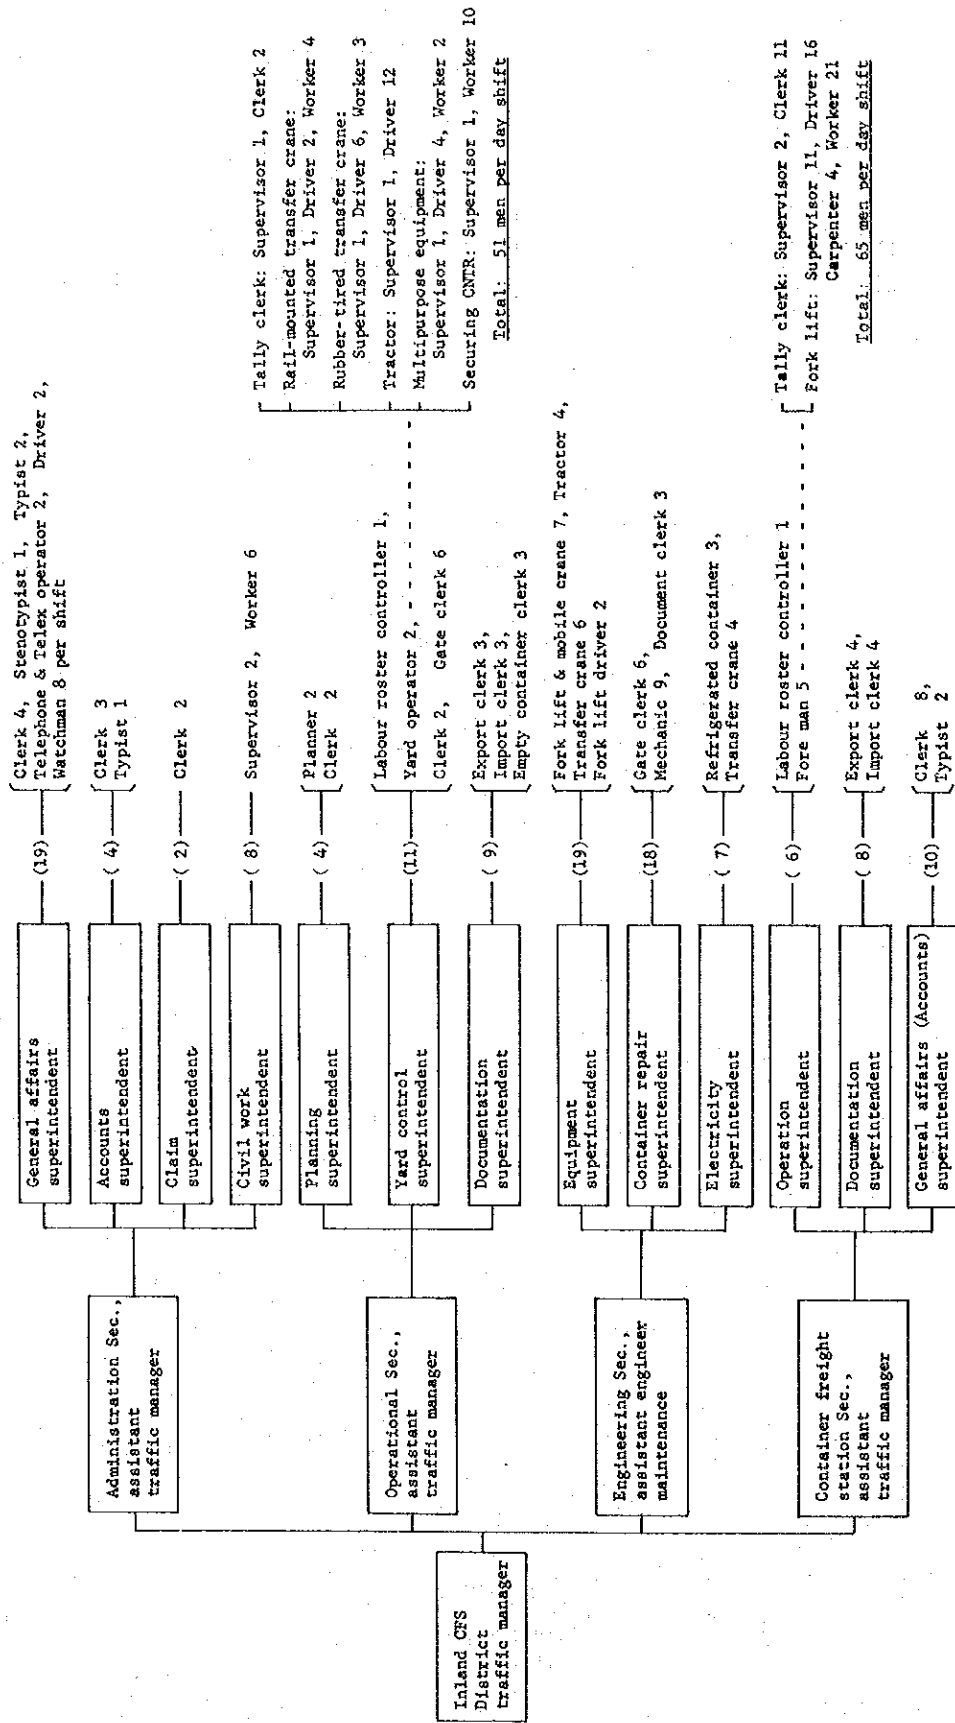 Inland CFS
District
traffic manager
Administration Sec.,
assistant
traffic manager
General affairs
superintendent
(19)
Clerk 4, Stenotypist 1, Typist 2,
Telephone & Telex operator 2, Driver 2,
Watchman 8 per shift
Accounts
superintendent
( 4)
Clerk 3
Typist 1
Claim
superintendent
( 2)
Clerk 2
Civil work
superintendent
( 8)
Supervisor 2, Worker 6
Operational Sec.,
assistant
traffic manager
Planning
superintendent
( 4)
Planner 2
Clerk 2
Yard control
superintendent
(11)
Labour roster controller 1,
Yard operator 2,
Clerk 2, Gate clerk 6
Tally clerk: Supervisor 1, Clerk 2
Rail-mounted transfer crane:
Supervisor 1, Driver 2, Worker 4
Rubber-tired transfer crane:
Supervisor 1, Driver 6, Worker 3
Tractor: Supervisor 1, Driver 12
Multipurpose equipment:
Supervisor 1, Driver 4, Worker 2
Securing CNTR: Supervisor 1, Worker 10
Total: 51 men per day shift
Documentation
superintendent
( 9)
Export clerk 3,
Import clerk 3,
Empty container clerk 3
Engineering Sec.,
assistant engineer
maintenance
Equipment
superintendent
(19)
Fork lift & mobile crane 7, Tractor 4,
Transfer crane 6
Fork lift driver 2
Container repair
superintendent
(18)
Gate clerk 6,
Mechanic 9, Document clerk 3
Electricity
superintendent
( 7)
Refrigrated container 3,
Transfer crane 4
Container freight
station Sec.,
assistant
traffic manager
Operation
superintendent
( 6)
Labour roster controller 1
Fore man 5
Tally clerk: Supervisor 2, Clerk 11
Fork lift: Supervisor 11, Driver 16
Carpenter 4, Worker 21
Total: 65 men per day shift
Documentation
superintendent
( 8)
Export clerk 4,
Import clerk 4
General affairs (Accounts)
superintendent
(10)
Clerk 8,
Typist 2